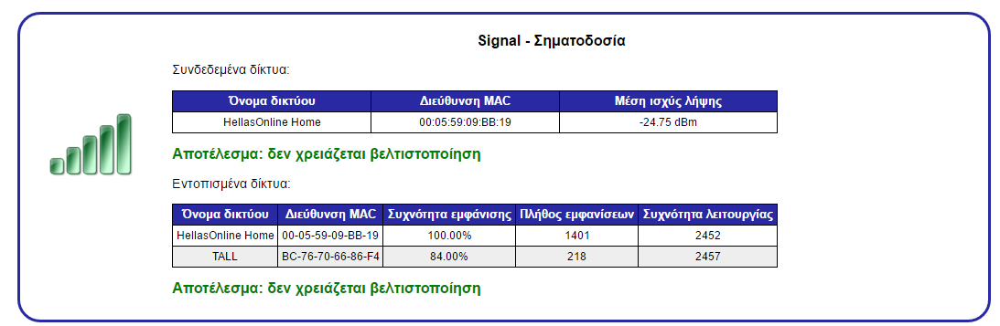 Signal - Σηματοδοσία
Συνδεδεμένα δίκτυα:
Όνομα δικτύου Διεύθυνση MAC Μέση ισχύς λήψης
HellasOnline Home 00:05:59:09:BB:19 -24.75 dBm
Αποτέλεσμα: δεν χρειάζεται βελτιστοποίηση
Εντοπισμένα δίκτυα:
Όνομα δικτύου Διεύθυνση MAC Συχνότητα εμφάνισης Πλήθος εμφανίσεων Συχνότητα λειτουργίας
HellasOnline Home 00-05-59-09-BB-19 100.00% 1401 2452
TALL BC-76-70-66-86-F4 84.00% 218 2457
Αποτέλεσμα: δεν χρειάζεται βελτιστοποίηση